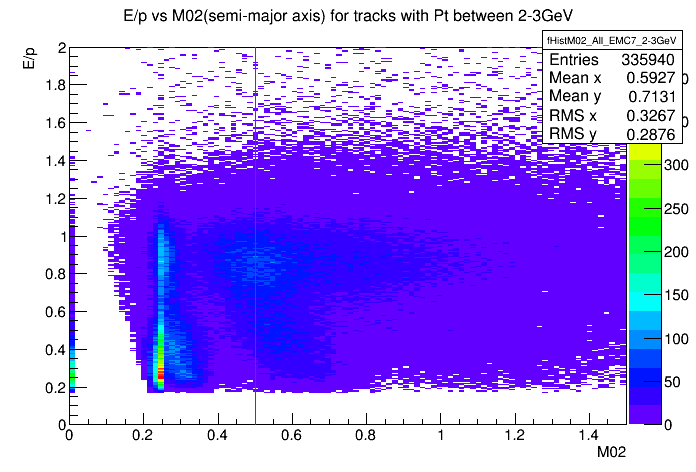 E/p vs M02(semi-major axis) for tracks with Pt between 2-3GeV
fHistM02_All_EMC7_2-3GeV
Entries 335940
Mean x 0.5927
Mean y 0.7131
RMS x 0.3267
RMS y 0.2876
E/p
2
1.8
1.6
1.4
1.2
1
0.8
0.6
0.4
0.2
0
0 0.2 0.4 0.6 0.8 1 1.2 1.4
M02
300
250
200
150
100
50
0